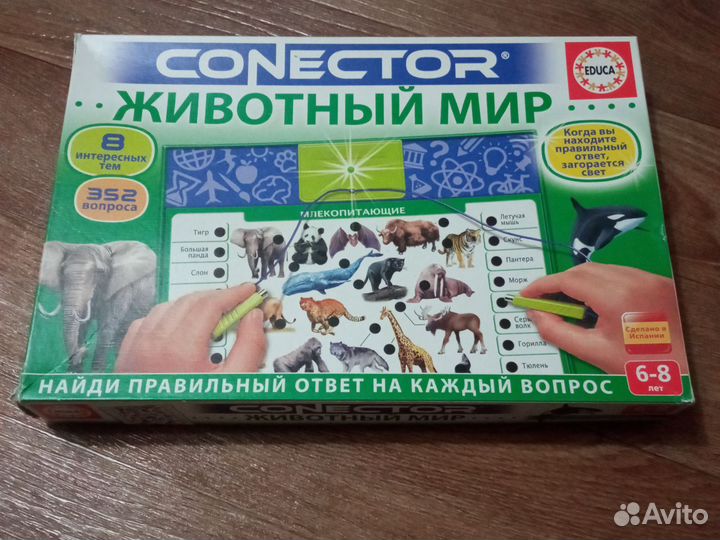 CONECTOR®
EDUCA
ЖИВОТНЫЙ МИР
8
интересных
тем
352
вопроса
Когда вы
находите
правильный
ответ,
загорается
свет
МЛЕКОПИТАЮЩИЕ
Тигр
Большая
панда
Слон
Летучая
мышь
Скунс
Пантера
Морж
волк
Горилла
Тюлень
Сделано в
Испании
6-8
лет
НАЙДИ ПРАВИЛЬНЫЙ ОТВЕТ НА КАЖДЫЙ ВОПРОС
CONECTOR
ЖИВОТНЫЙ МИР
Avito